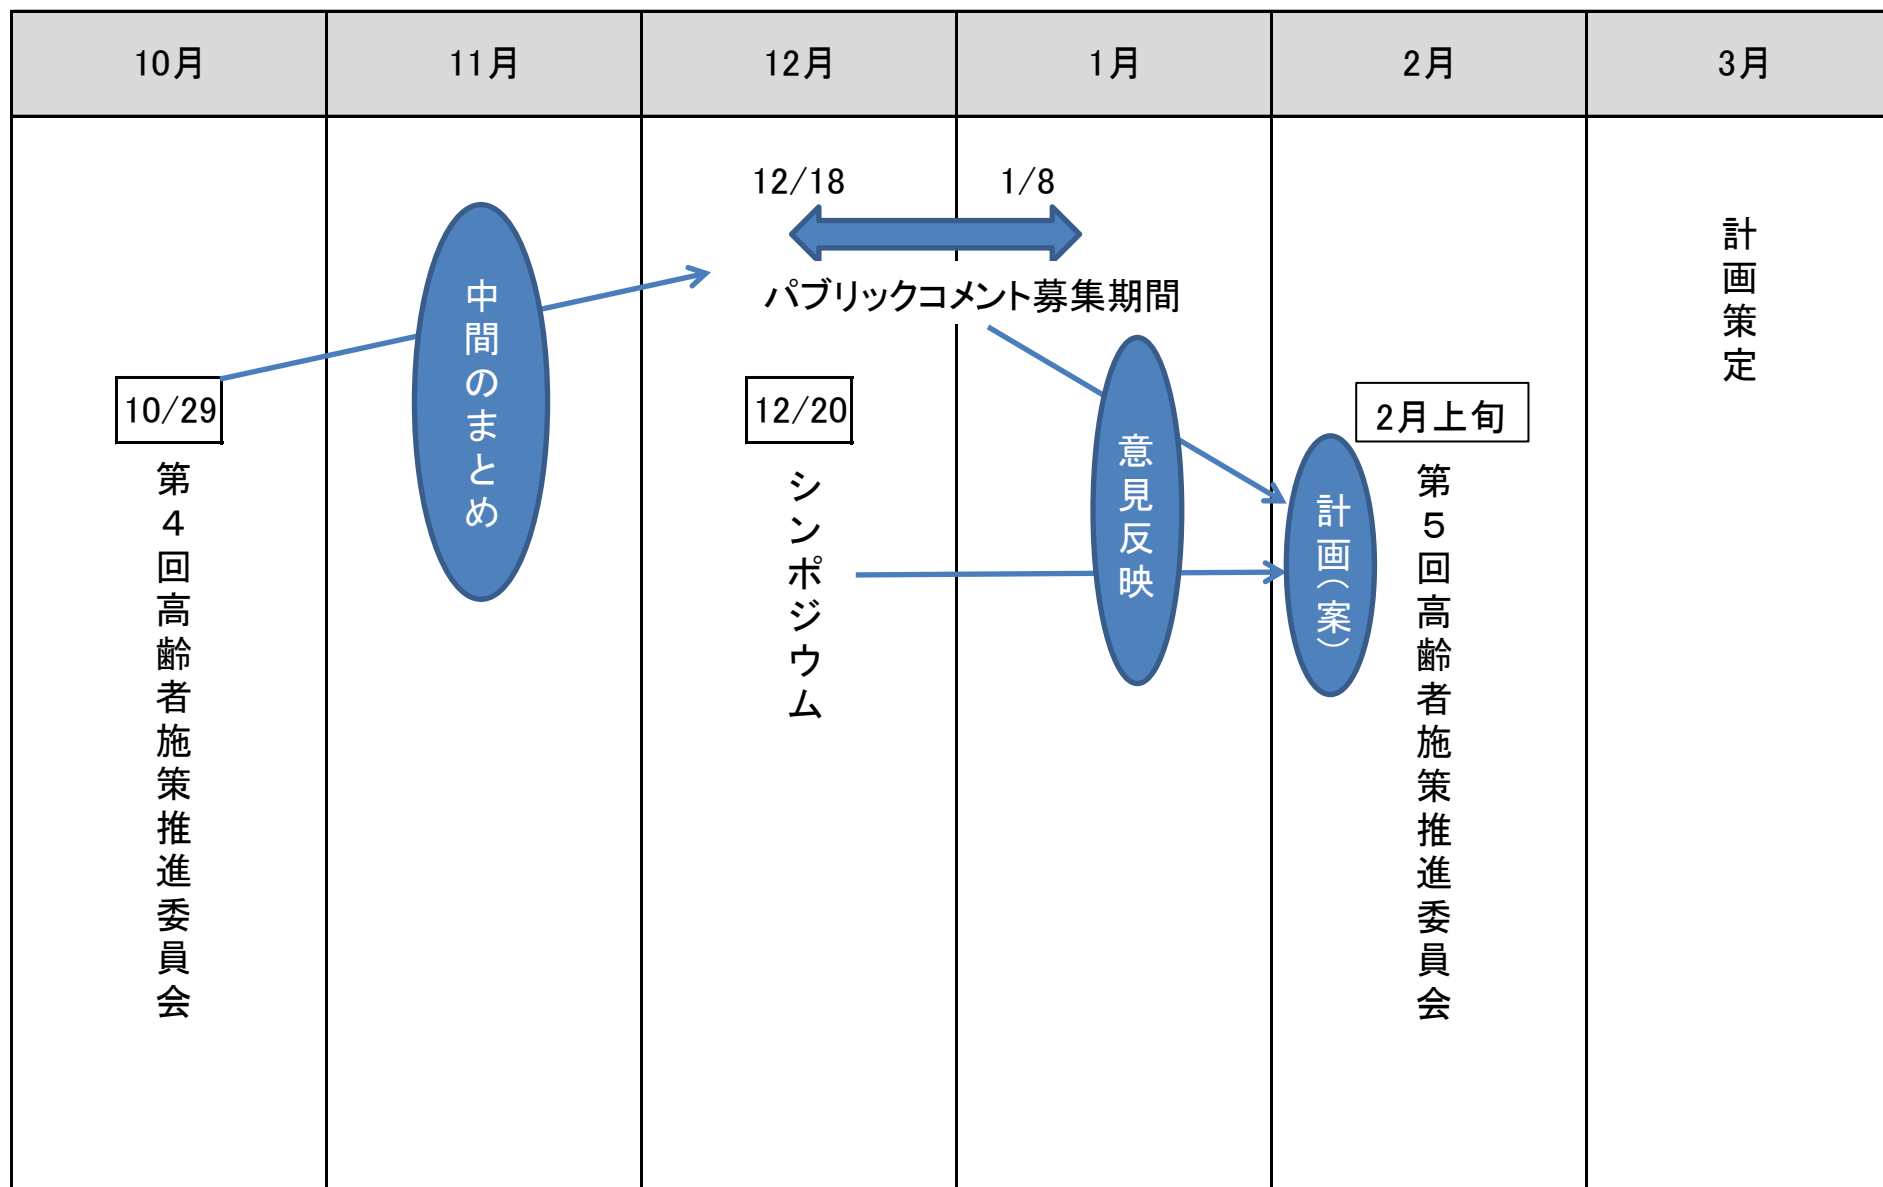 10月
11月
12月
1月
2月
3月
12/18
1/8
パブリックコメント募集期間
中間のまとめ
計画策定
10/29
第４回高齢者施策推進委員会
12/20
シンポジウム
意見反映
計画（案）
2月上旬
第５回高齢者施策推進委員会